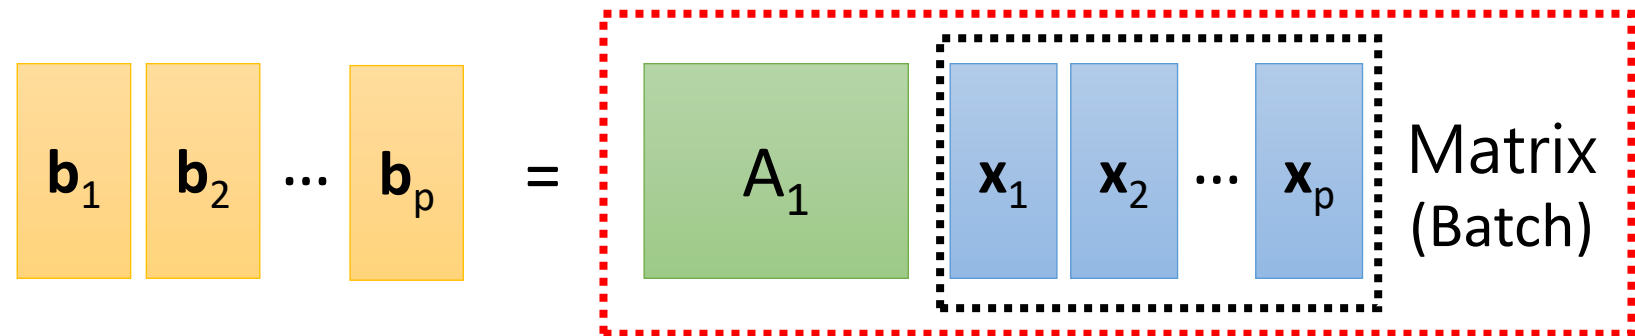 b₁ b₂ ... bₚ = A₁ x₁ x₂ ... xₚ Matrix
(Batch)